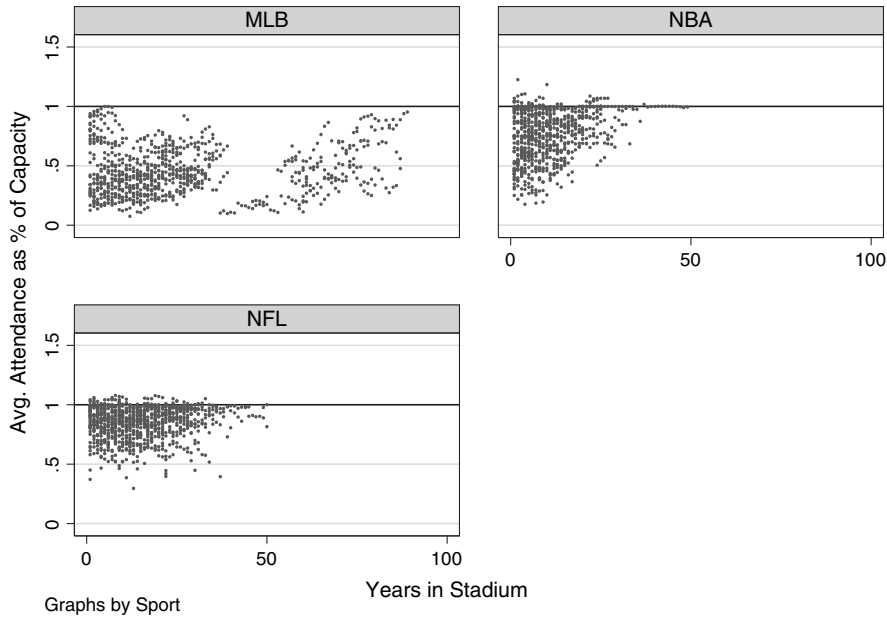 MLB
NBA
1.5
1
.5
0
0
50
100
NFL
1.5
1
.5
0
0
50
100
Avg. Attendance as % of Capacity
Years in Stadium
Graphs by Sport